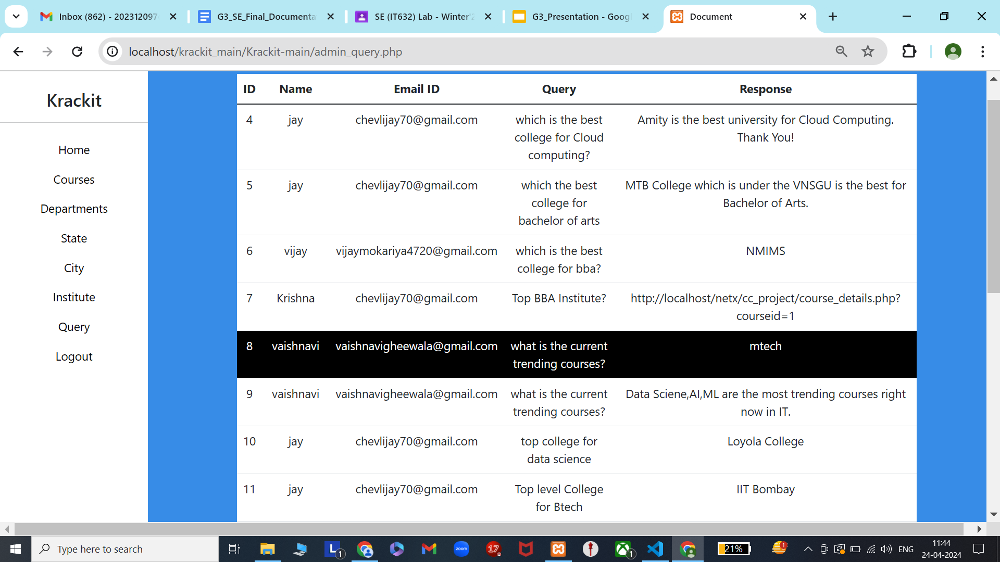 Inbox (862) - 20231209
G3_SE_Final_Documenta
SE (IT632) Lab - Winter'2
G3_Presentation - Goog
Document
localhost/krackit_main/Krackit-main/admin_query.php
Krackit
Home
Courses
Departments
State
City
Institute
Query
Logout
ID Name Email ID Query Response
4 jay chevlijay70@gmail.com which is the best Amity is the best university for Cloud Computing.
college for Cloud Thank You!
computing?
5 jay chevlijay70@gmail.com which the best MTB College which is under the VNSGU is the best for
college for Bachelor of Arts.
bachelor of arts
6 vijay vijaymokariya4720@gmail.com which is the best NMIMS
college for bba?
7 Krishna chevlijay70@gmail.com Top BBA Institute? http://localhost/netx/cc_project/course_details.php?
courseid=1
8 vaishnavi vaishnavigheewala@gmail.com what is the current mtech
trending courses?
9 vaishnavi vaishnavigheewala@gmail.com what is the current Data Sciene,AI,ML are the most trending courses right
trending courses? now in IT.
10 jay chevlijay70@gmail.com top college for Loyola College
data science
11 jay chevlijay70@gmail.com Top level College IIT Bombay
for Btech
Type here to search
L 1
zoom
17
1
21%
1
ENG
11:44
24-04-2024